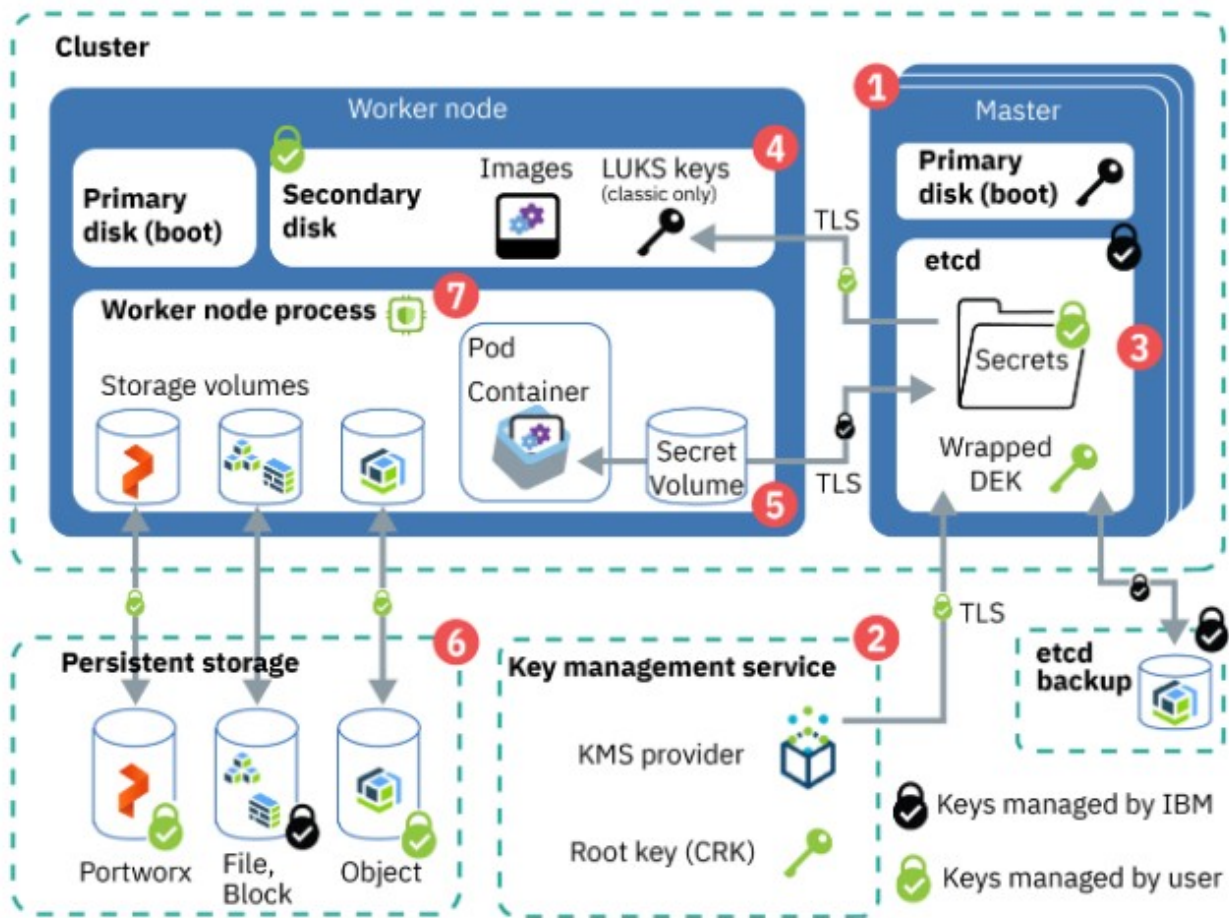 Cluster
Worker node
Primary
disk (boot)
Secondary
disk
Images
LUKS keys
(classic only)
4
1
Master
Primary
disk (boot)
TLS
etcd
Secrets
3
Wrapped
DEK
Worker node process
7
Storage volumes
Pod
Container
Secret
Volume
5
TLS
TLS
Persistent storage
6
Portworx
File,
Block
Object
Key management service
2
KMS provider
Root key (CRK)
etcd
backup
Keys managed by IBM
Keys managed by user